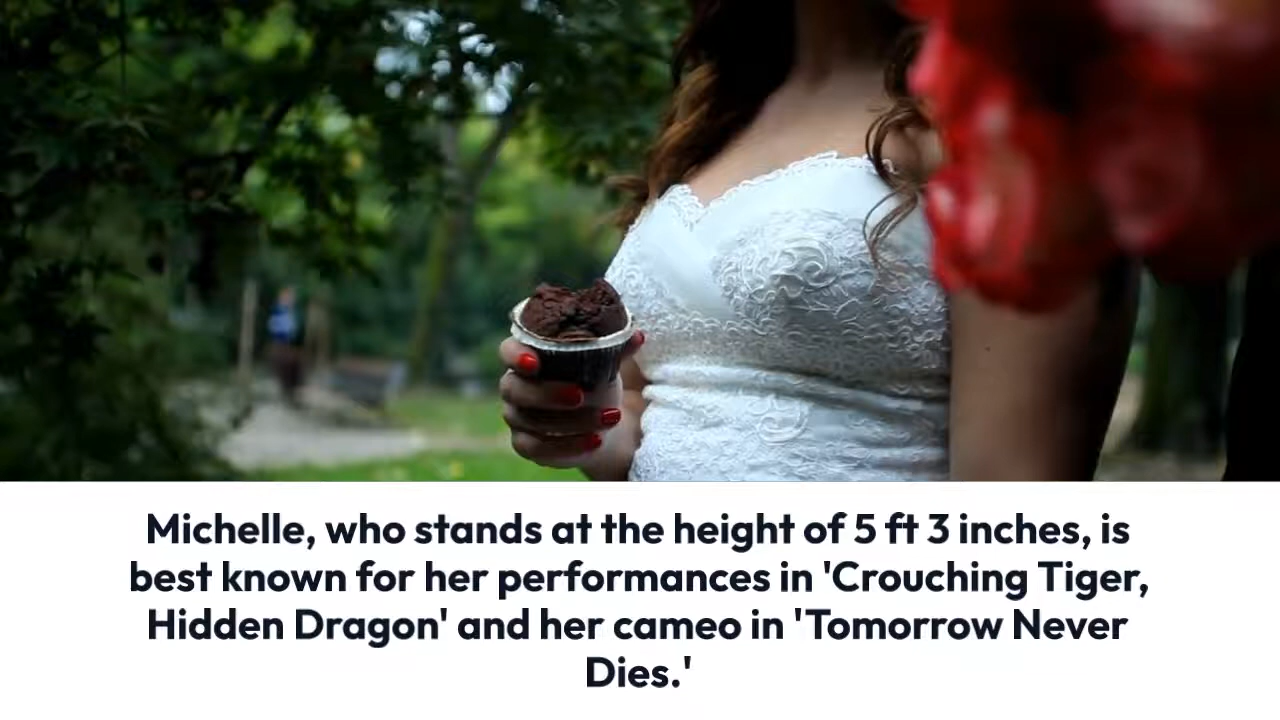 Michelle, who stands at the height of 5 ft 3 inches, is
best known for her performances in 'Crouching Tiger,
Hidden Dragon' and her cameo in 'Tomorrow Never
Dies.'